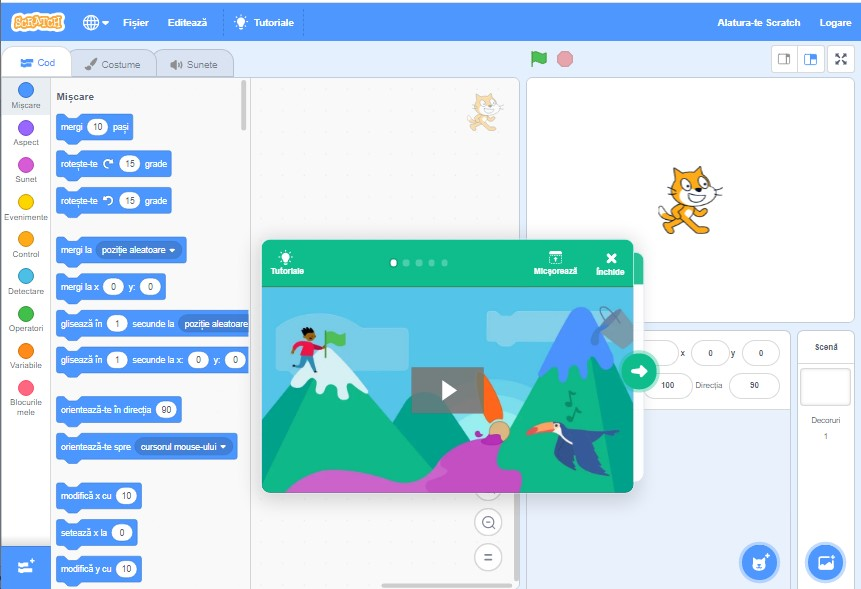 SCRATCH Fișier Editează Tutoriale Alatura-te Scratch Logare
Cod Costume Sunete
Mișcare
Aspect
Sunet
Evenimente
Control
Detectare
Operatori
Variabile
Blocurile
mele
Mișcare
mergi 10 pași
rotește-te 15 grade
rotește-te 15 grade
mergi la poziție aleatoare
mergi la x 0 y: 0
glisează în 1 secunde la poziție aleatoare
glisează în 1 secunde la x: 0 y: 0
orientează-te în direcția 90
orientează-te spre cursorul mouse-ului
modifică x cu 10
setează x la 0
modifică y cu 10
Tutoriale Micșorează Închide
x 0 y 0
100 Direcția 90
Scenă
Decoruri
1